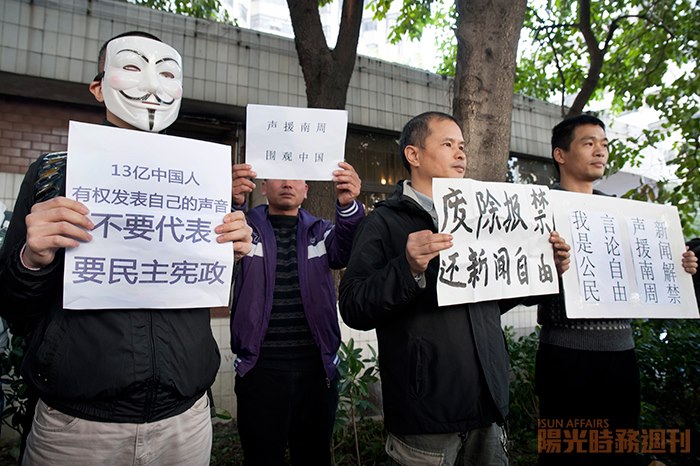 13亿中国人
有权发表自己的声音
不要代表
要民主宪政
声援南周
围观中国
废除报禁
还新闻自由
新闻解禁
声援南周
言论自由
我是公民
iSUN AFFAIRS
陽光時務週刊